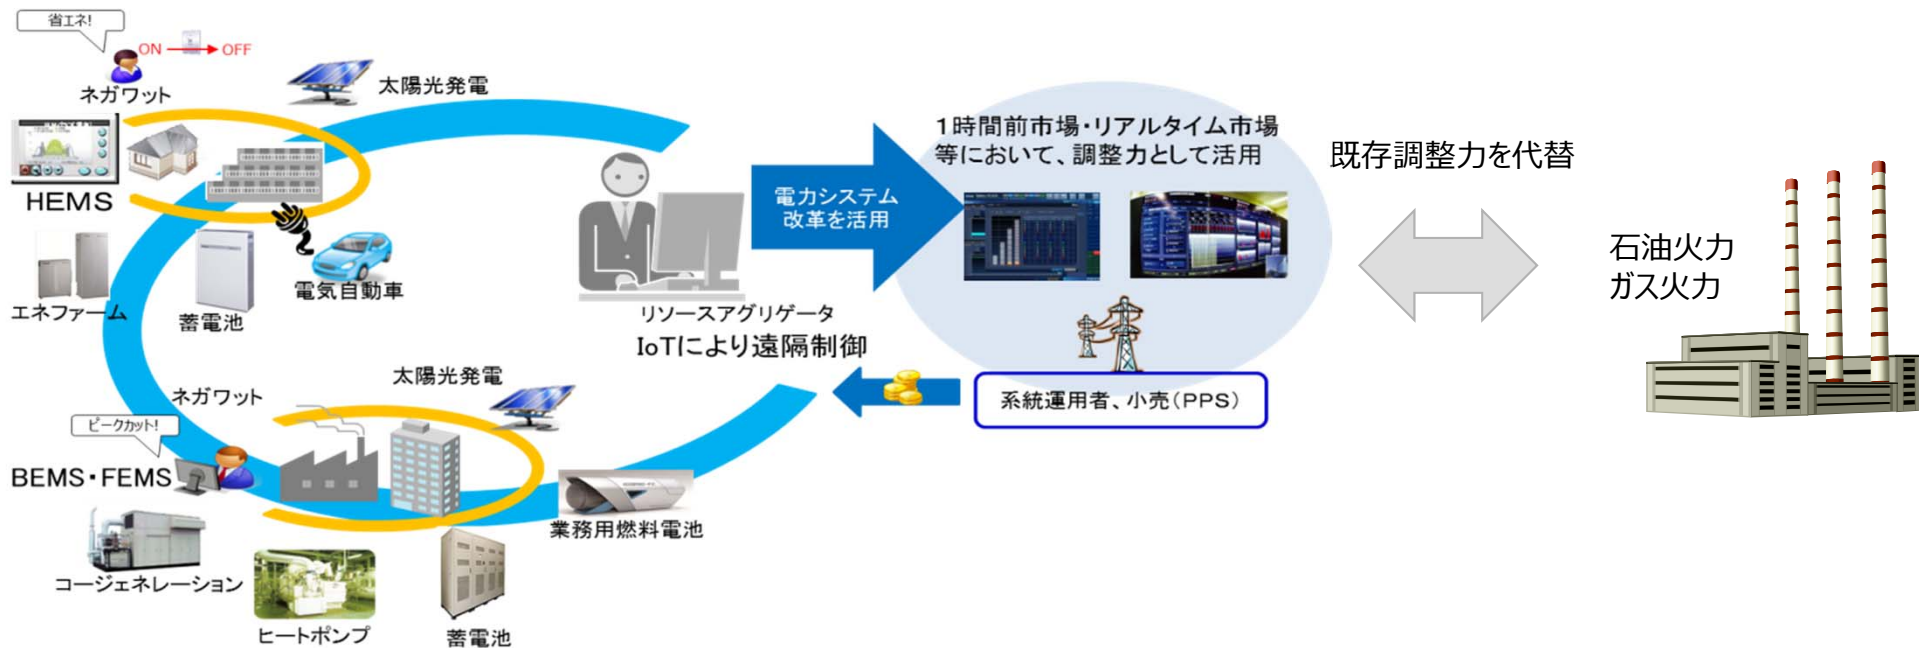 省エネ!
ON
OFF
ネガワット
太陽光発電
HEMS
エネファーム
蓄電池
電気自動車
リソースアグリゲータ
IoTにより遠隔制御
電力システム
改革を活用
1時間前市場・リアルタイム市場
等において、調整力として活用
系統運用者、小売(PPS)
既存調整力を代替
石油火力
ガス火力
ネガワット
太陽光発電
ピークカット!
BEMS・FEMS
業務用燃料電池
コージェネレーション
ヒートポンプ
蓄電池